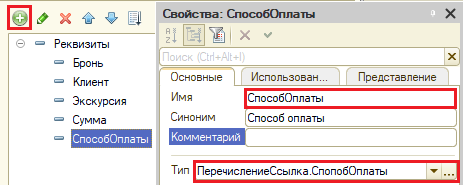 Реквизиты
Бронь
Клиент
Экскурсия
Сумма
СпособОплаты
Свойства: СпособОплаты
Поиск (Ctrl+Alt+I)
Основные
Использован...
Представление
Имя
СпособОплаты
Синоним
Способ оплаты
Комментарий
Тип
ПеречислениеСсылка.СпопобОплаты
...